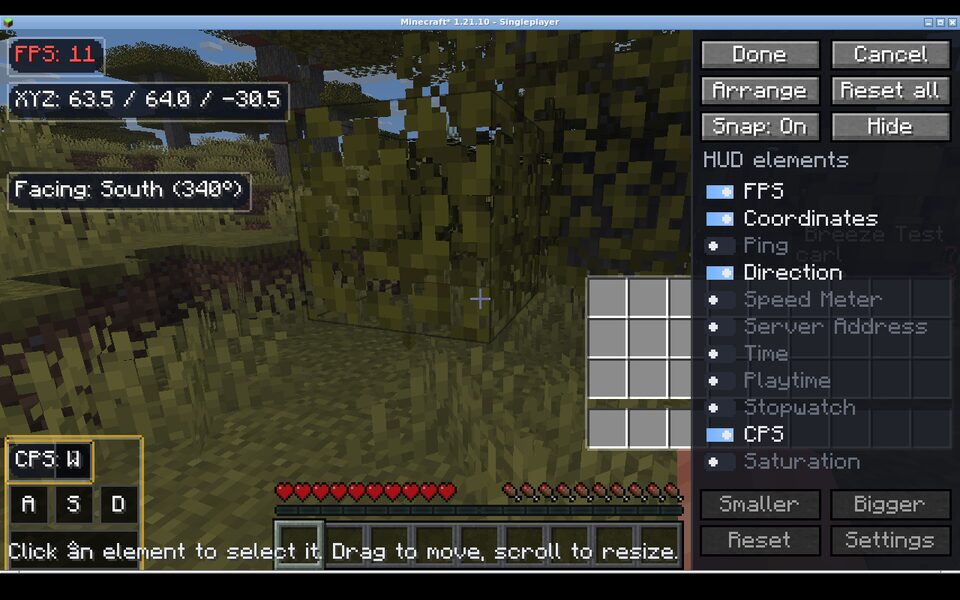 Minecraft* 1.21.10 - Singleplayer
FPS: 11
XYZ: 63.5 / 64.0 / -30.5
Facing: South (340°)
Done
Cancel
Arrange
Reset all
Snap: On
Hide
HUD elements
FPS
Coordinates
Ping
Breeze Test
carl
Direction
Speed Meter
Server Address
Time
Playtime
Stopwatch
CPS
Saturation
Smaller
Bigger
Reset
Settings
CPS: W
A S D
Click an element to select it. Drag to move, scroll to resize.